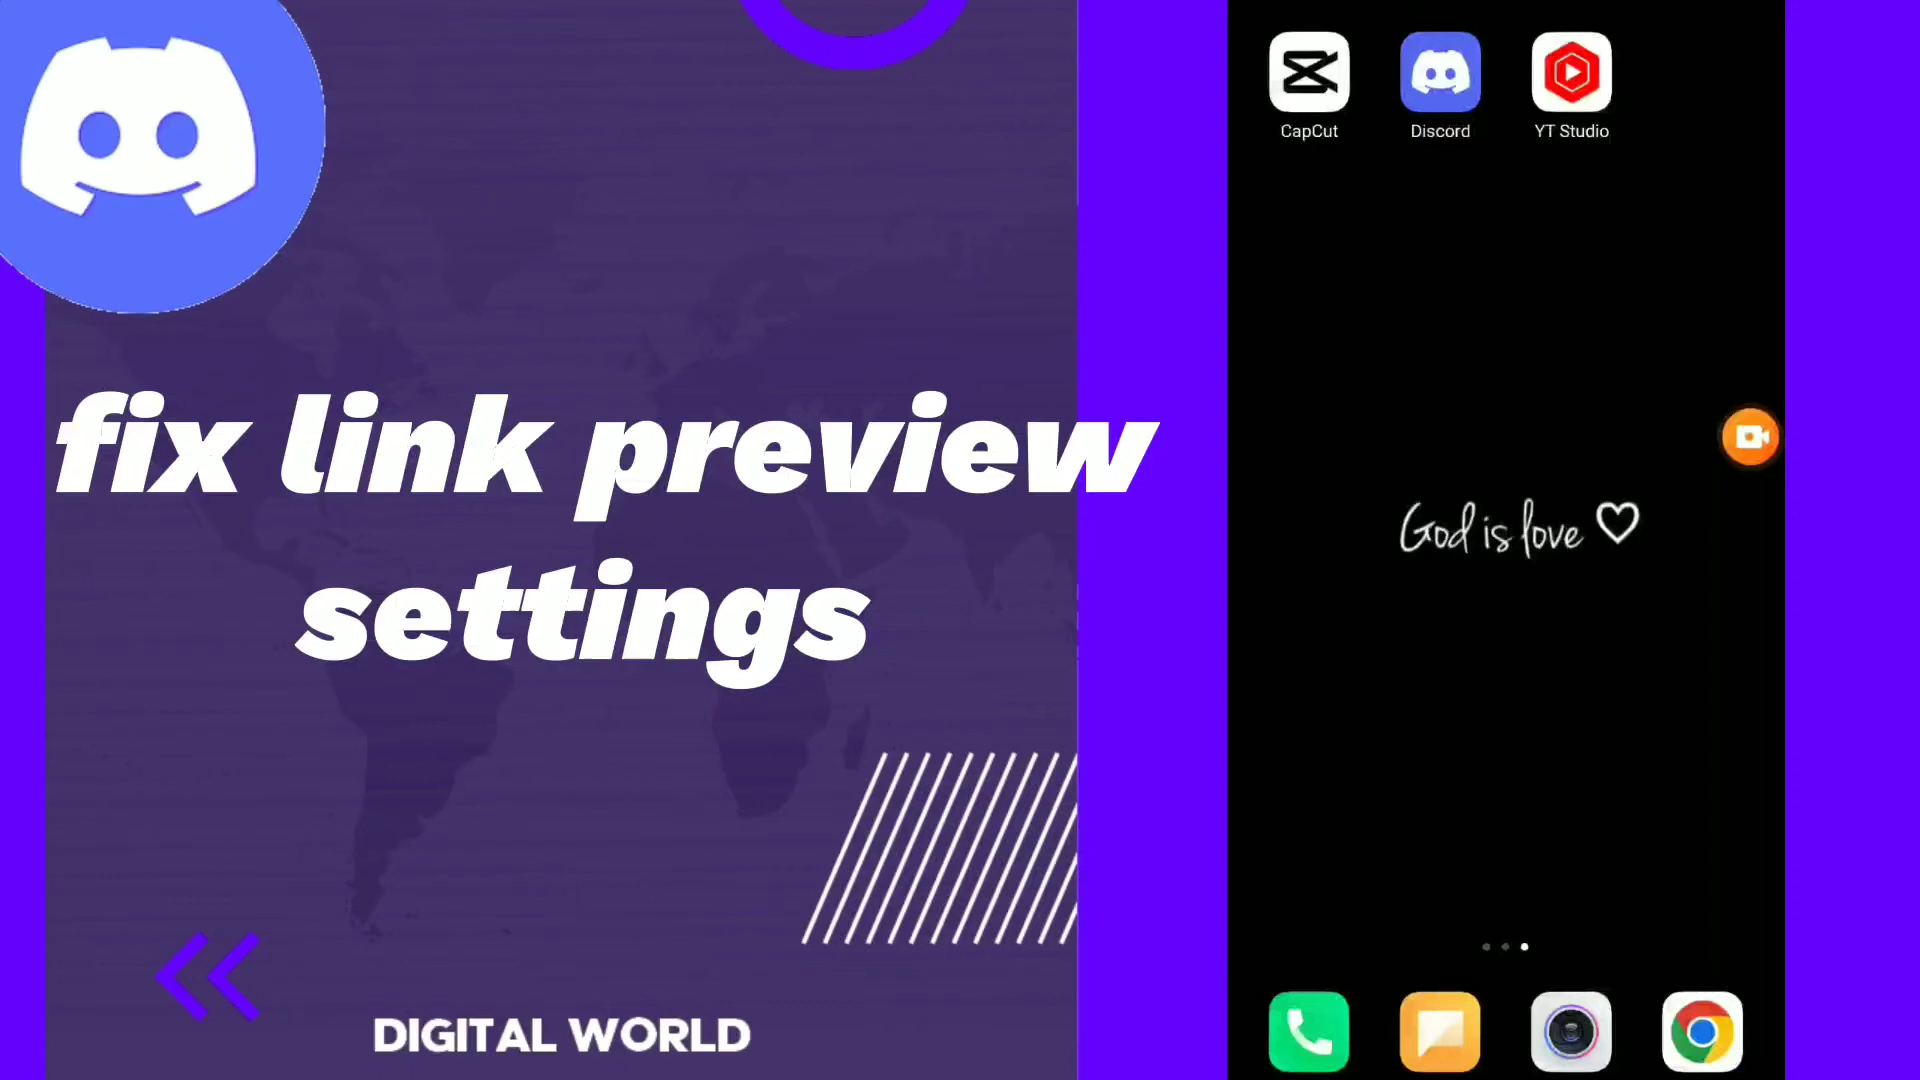 fix link preview
settings
DIGITAL WORLD
CapCut
Discord
YT Studio
God is love